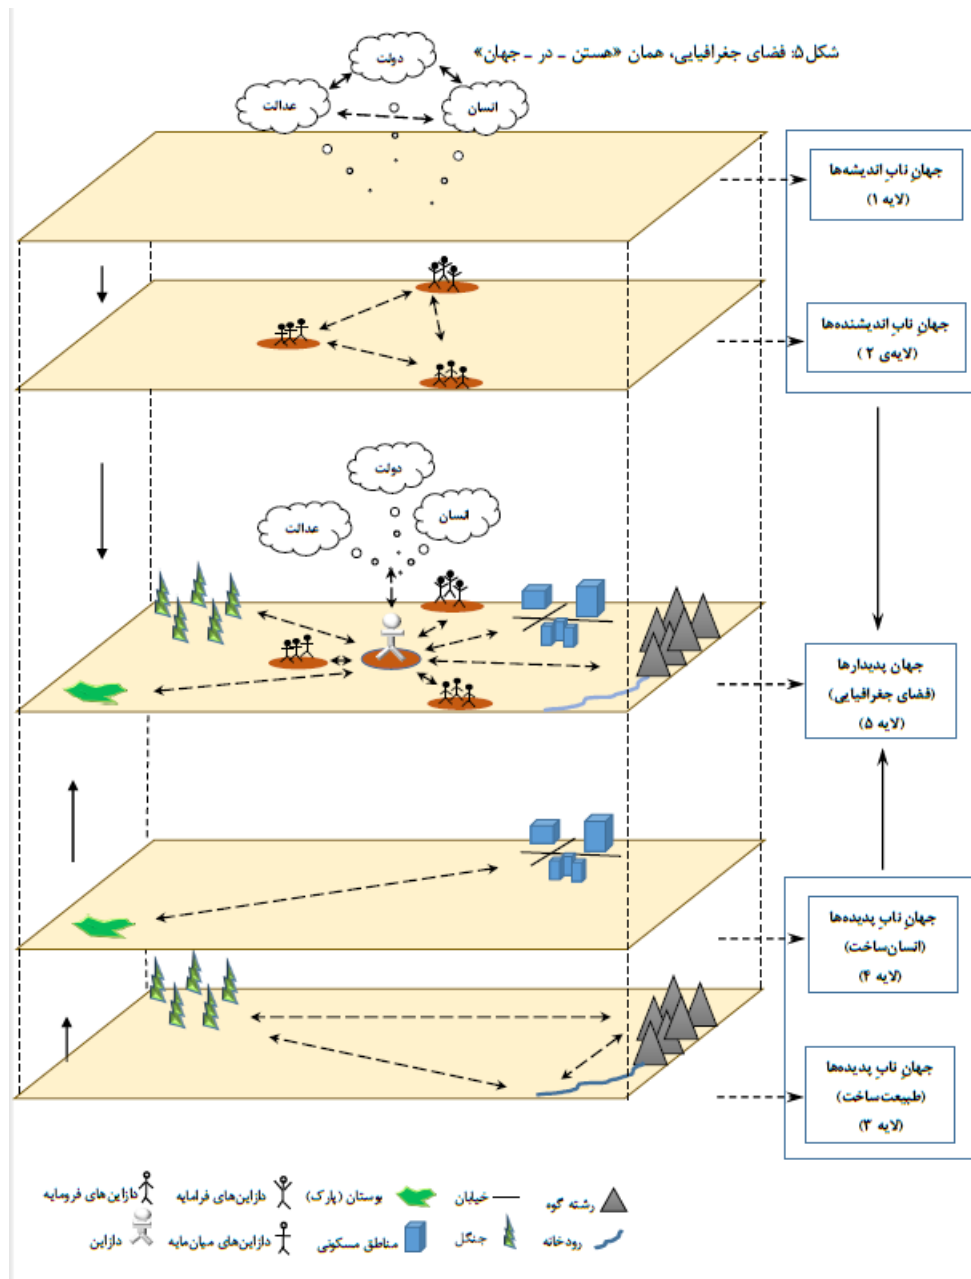 شکل۵: فضای جغرافیایی، همان «هستن ـ در ـ جهان»
دولت
عدالت
انسان
جهانِ نابِ اندیشه‌ها
(لایه ۱)
جهانِ نابِ اندیشنده‌ها
(لایه‌ی ۲)
دولت
انسان
عدالت
جهان پدیدارها
(فضای جغرافیایی)
(لایه ۵)
جهانِ نابِ پدیده‌ها
(انسان‌ساخت)
(لایه ۴)
جهانِ نابِ پدیده‌ها
(طبیعت‌ساخت)
(لایه ۳)
رشته کوه
خیابان
بوستان (پارک)
دازاین‌های فرامایه
دازاین‌های فرومایه
رودخانه
جنگل
مناطق مسکونی
دازاین‌های میان‌مایه
دازاین